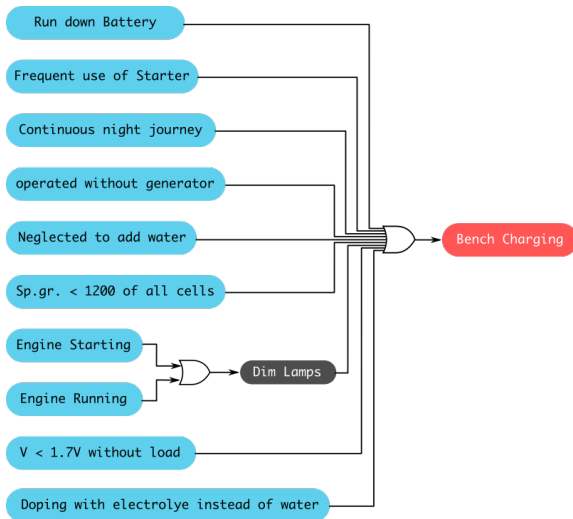 Run down Battery
Frequent use of Starter
Continuous night journey
operated without generator
Neglected to add water
Bench Charging
Sp.gr. < 1200 of all cells
Engine Starting
Dim Lamps
Engine Running
V < 1.7V without load
Doping with electrolye instead of water